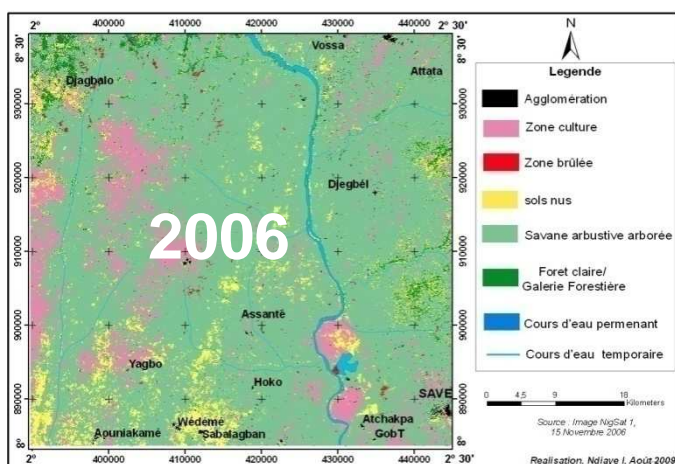 2° 400000 410000 420000 430000 440000 2° 30'
8° 30'
8° 30'
N
Vossa
Attata
Djagbalo
930000
930000
920000
920000
Djegbél
2006
910000
910000
Assantè
900000
900000
Yagbo
Hoko
890000
890000
SAVE
Wédèmè
Atchakpa
Aouniakamé
Sabalagban
GobT
8°
8°
2° 400000 410000 420000 430000 440000 2° 30'
Legende
Agglomération
Zone culture
Zone brûlée
sols nus
Savane arbustive arborée
Foret claire/
Galerie Forestière
Cours d'eau permenant
Cours d'eau temporaire
0 4,5 9 18
Kilometers
Source : Image NigSat 1,
15 Novembre 2006
Realisation. Ndiaye I. Août 2009